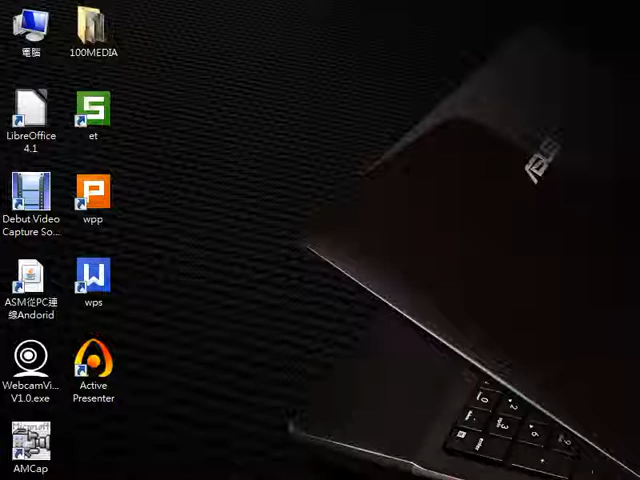 電腦
100MEDIA
LibreOffice
4.1
et
Debut Video
Capture So...
wpp
ASM從PC連
線Andorid
wps
WebcamVi...
V1.0.exe
Active
Presenter
Microsoft
AMCap
ASUS